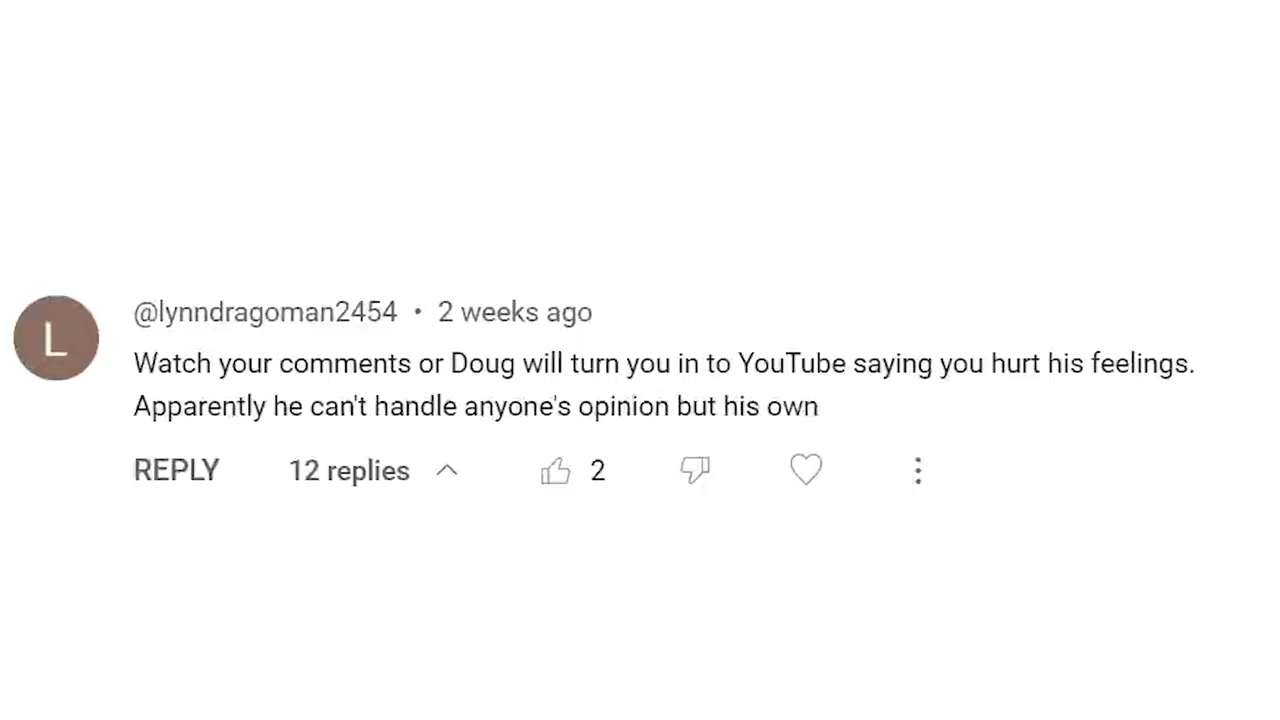 L
@lynndragoman2454 • 2 weeks ago
Watch your comments or Doug will turn you in to YouTube saying you hurt his feelings.
Apparently he can't handle anyone's opinion but his own
REPLY 12 replies 2